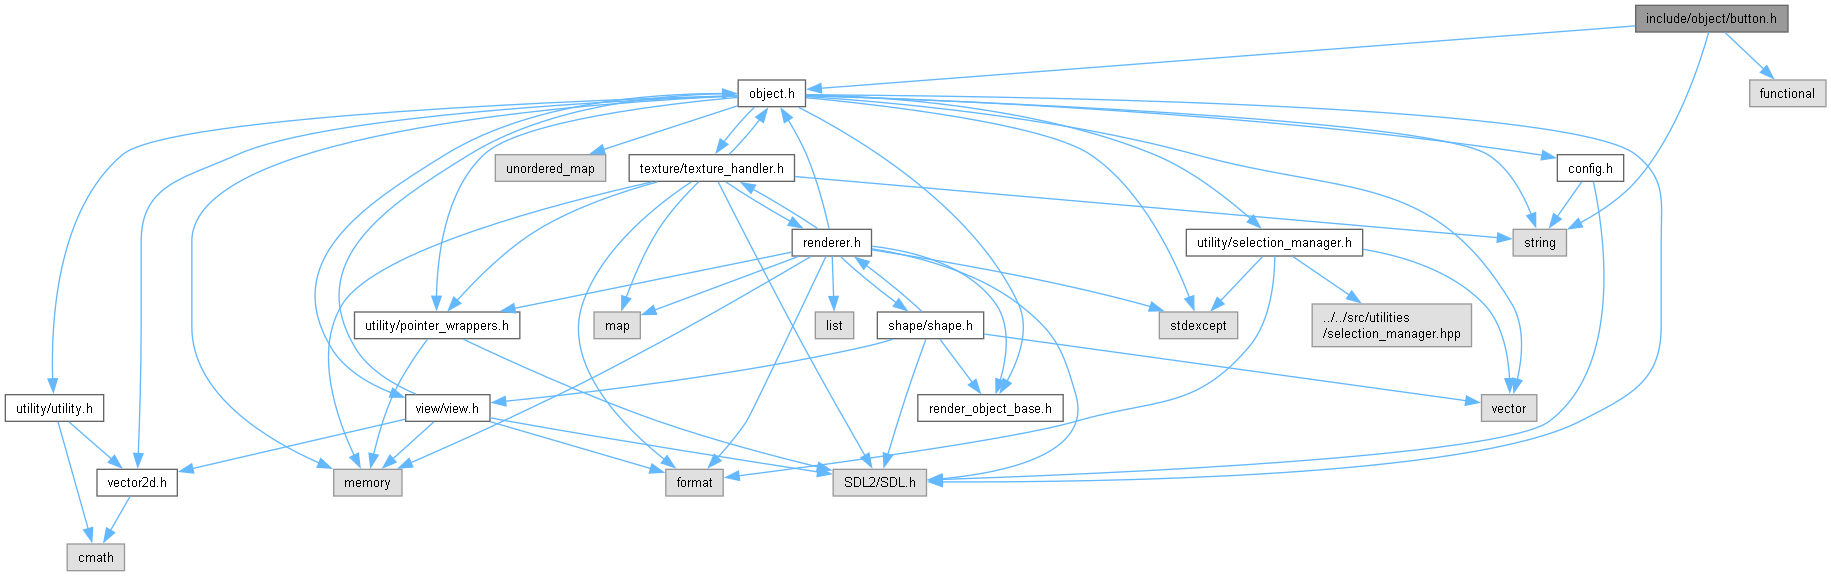 include/object/button.h
object.h
functional
unordered_map
texture/texture_handler.h
config.h
renderer.h
utility/selection_manager.h
string
utility/pointer_wrappers.h
map
list
shape/shape.h
stdexcept
../../src/utilities
/selection_manager.hpp
utility/utility.h
view/view.h
render_object_base.h
vector
vector2d.h
memory
format
SDL2/SDL.h
cmath